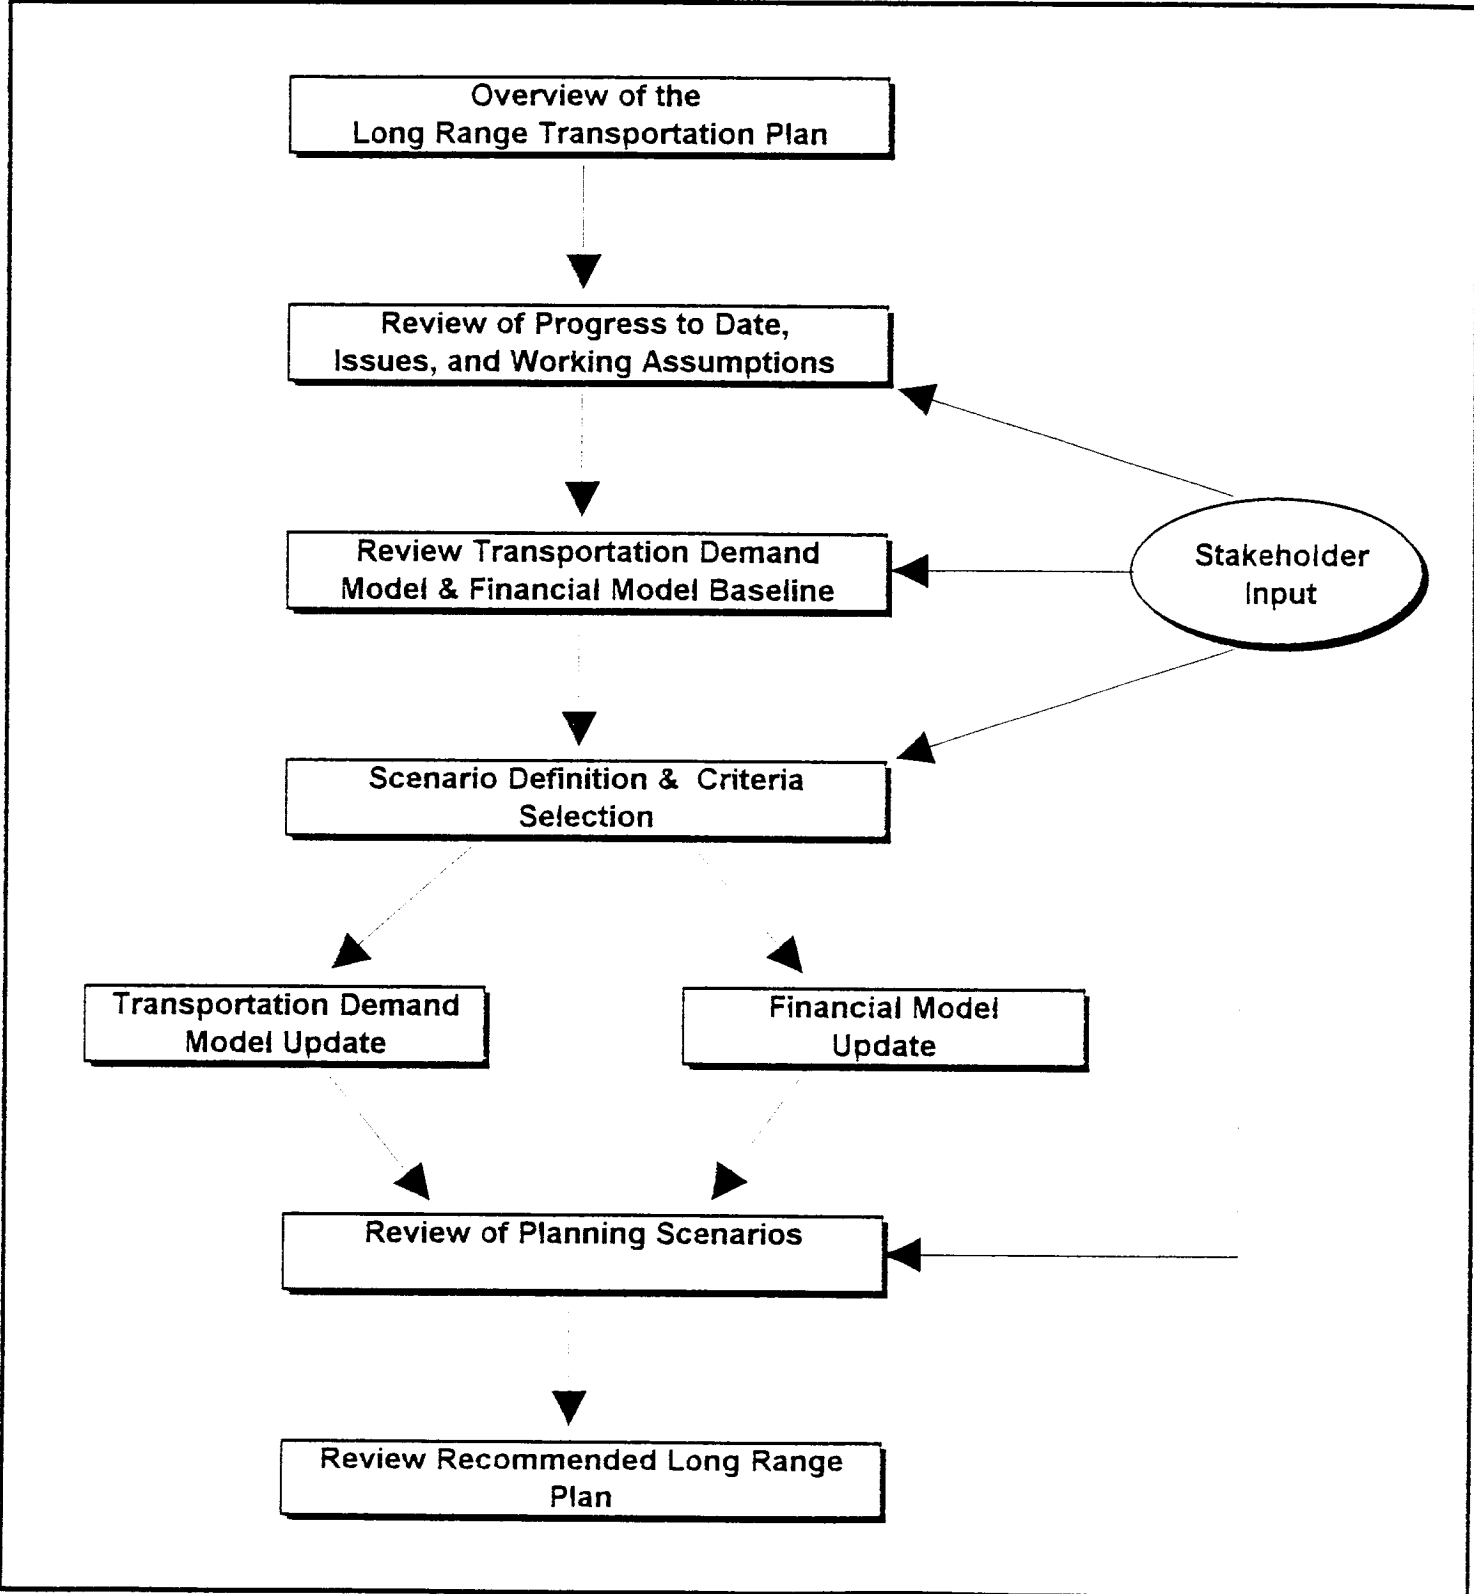 Overview of the
Long Range Transportation Plan
Review of Progress to Date,
Issues, and Working Assumptions
Review Transportation Demand
Model & Financial Model Baseline
Stakeholder
Input
Scenario Definition & Criteria
Selection
Transportation Demand
Model Update
Financial Model
Update
Review of Planning Scenarios
Review Recommended Long Range
Plan